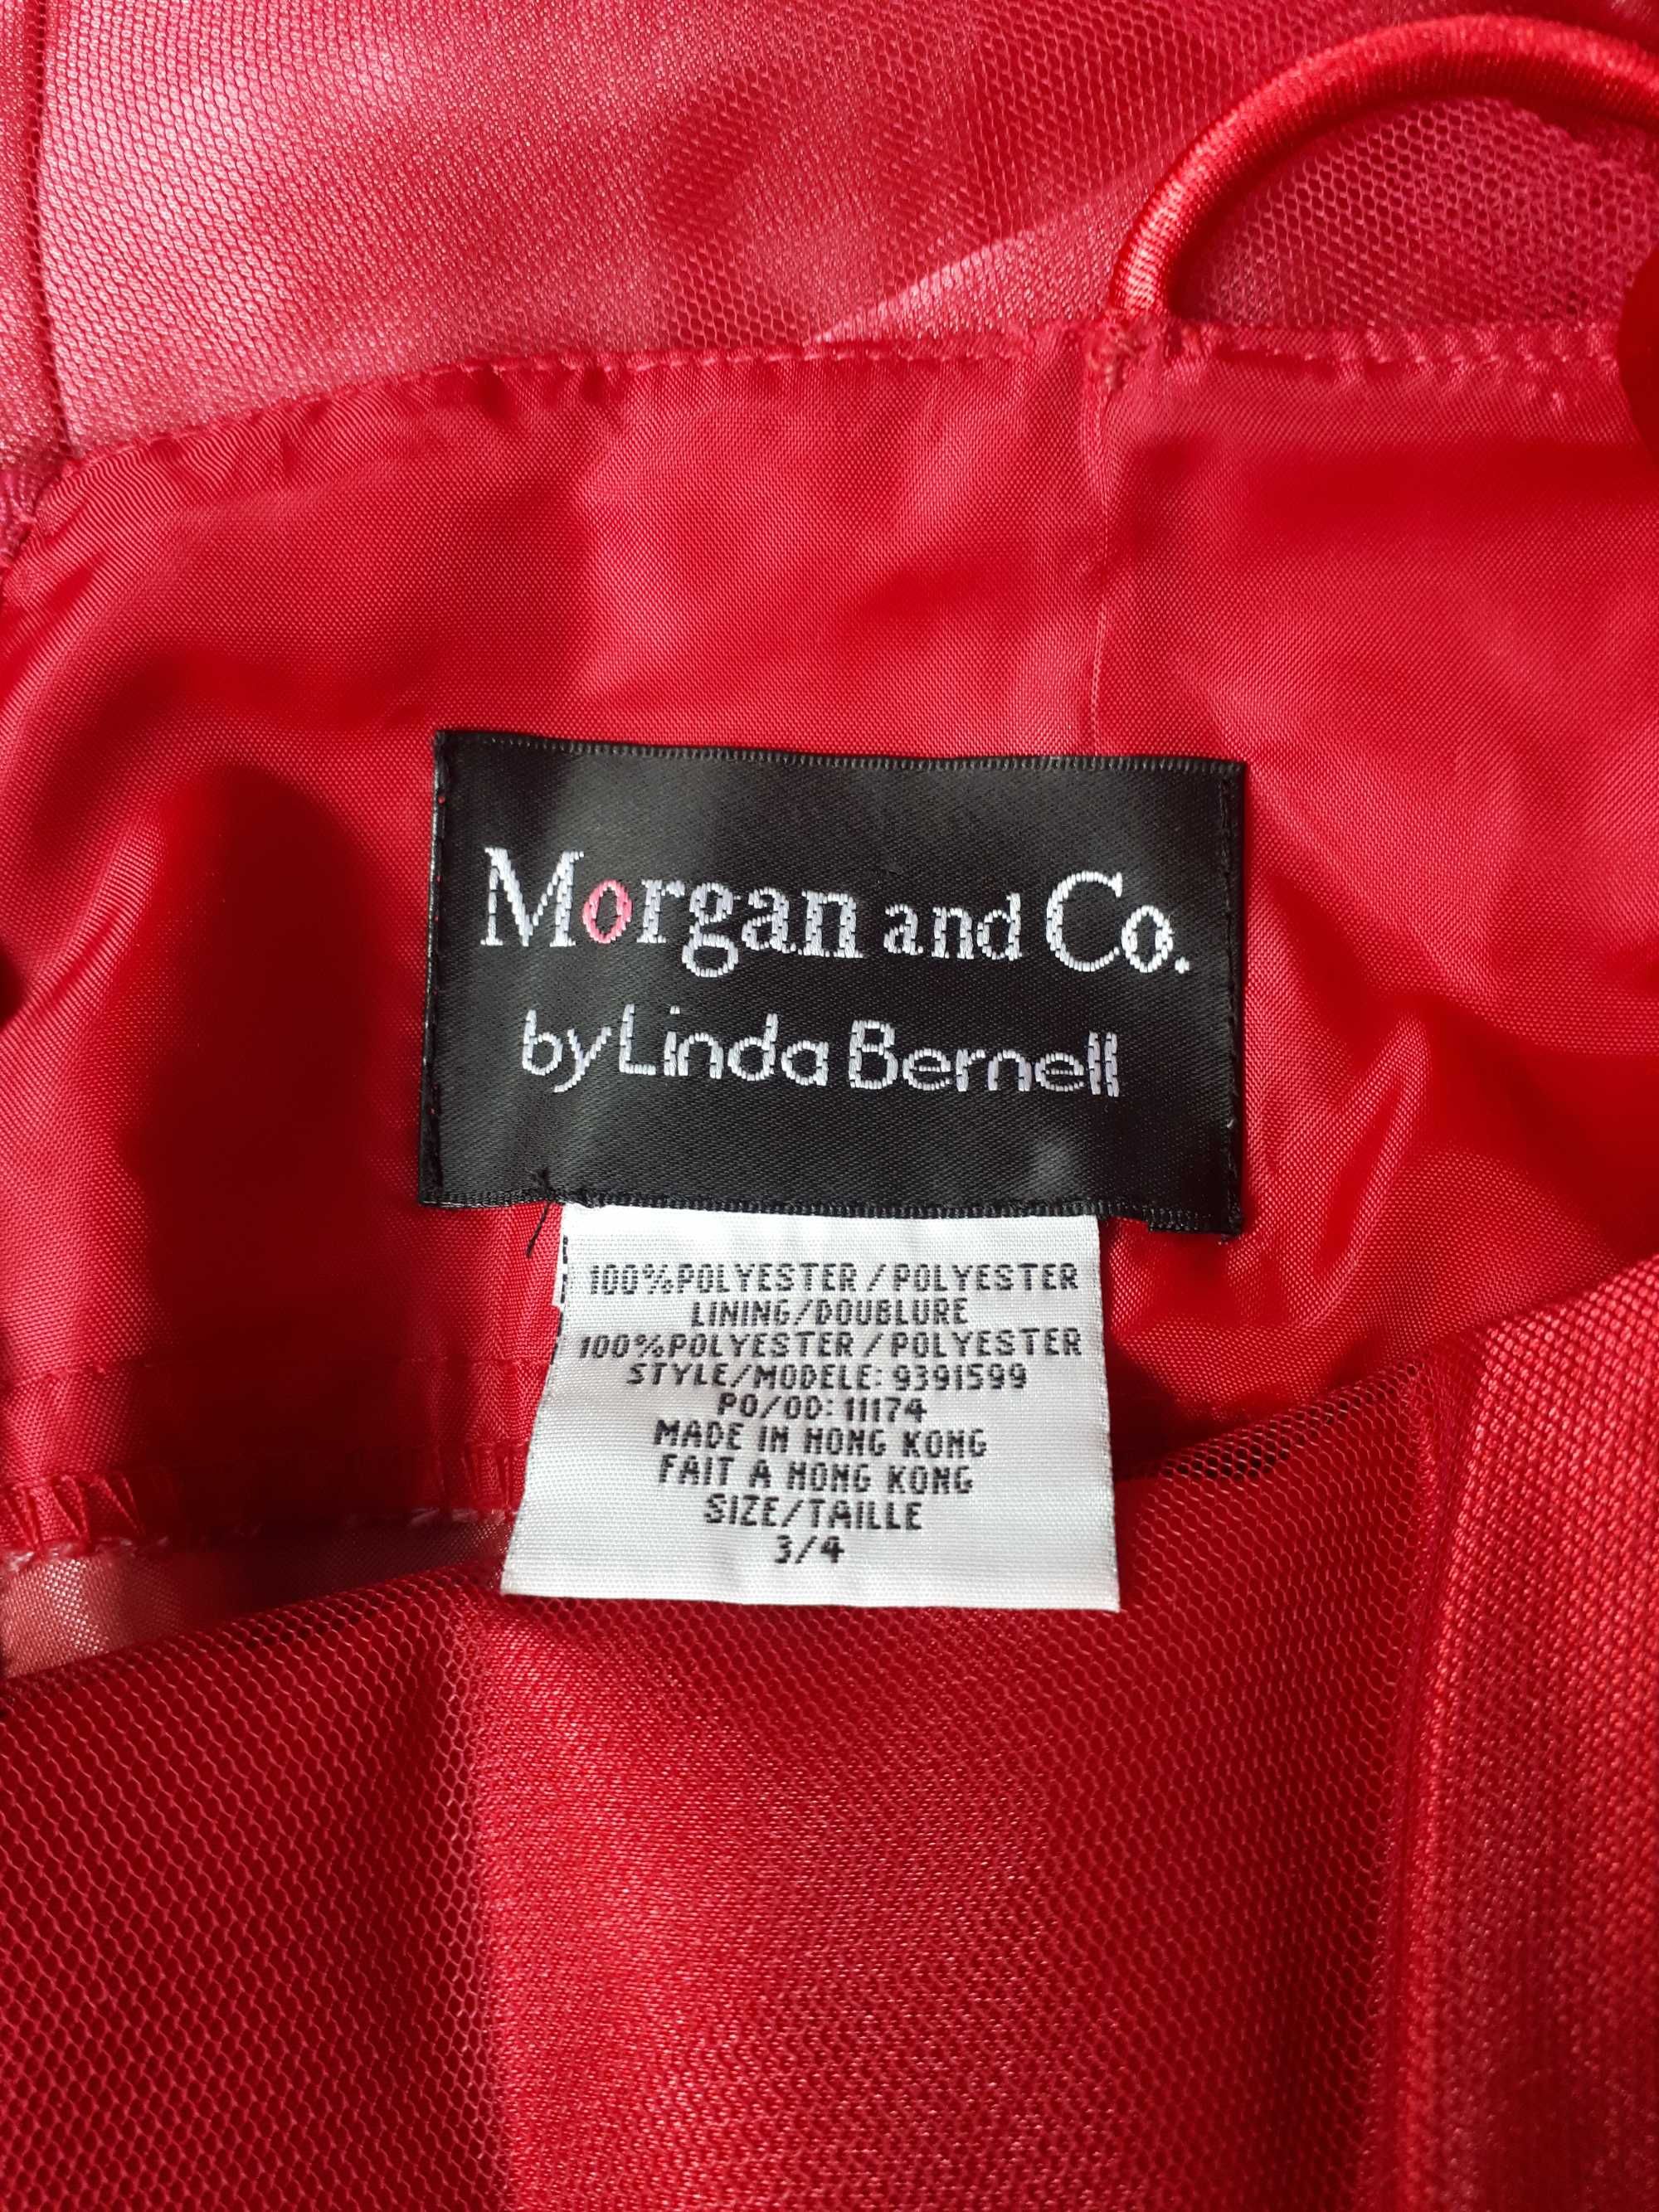 Morgan and Co.
by Linda Bernell
100%POLYESTER/POLYESTER
LINING/DOUBLURE
100%POLYESTER/POLYESTER
STYLE/MODELE: 9391599
PO/OD: 11174
MADE IN HONG KONG
FAIT A HONG KONG
SIZE/TAILLE
3/4